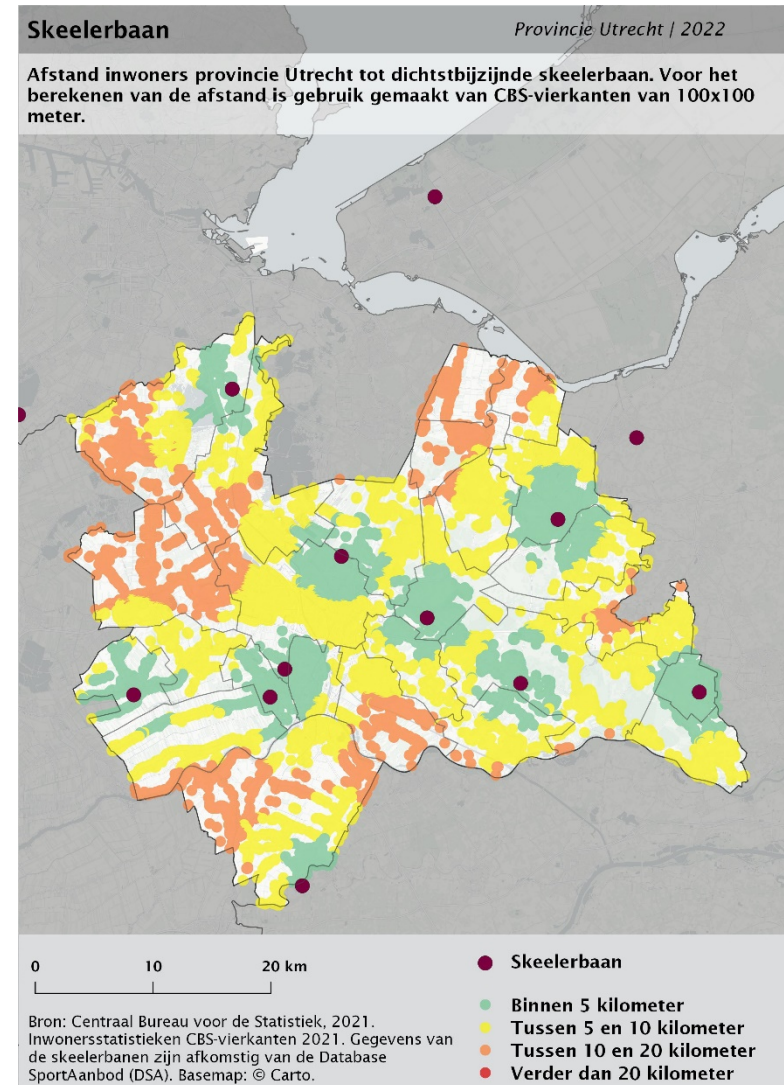 Skeelerbaan
Provincie Utrecht | 2022
Afstand inwoners provincie Utrecht tot dichtstbijzijnde skeelerbaan. Voor het
berekenen van de afstand is gebruik gemaakt van CBS-vierkanten van 100x100
meter.
0 10 20 km
Bron: Centraal Bureau voor de Statistiek, 2021.
Inwonersstatistieken CBS-vierkanten 2021. Gegevens van
de skeelerbanen zijn afkomstig van de Database
SportAanbod (DSA). Basemap: © Carto.
Skeelerbaan
Binnen 5 kilometer
Tussen 5 en 10 kilometer
Tussen 10 en 20 kilometer
Verder dan 20 kilometer